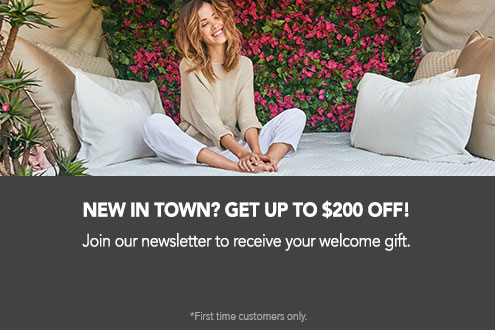 NEW IN TOWN? GET UP TO $200 OFF!
Join our newsletter to receive your welcome gift.
*First time customers only.